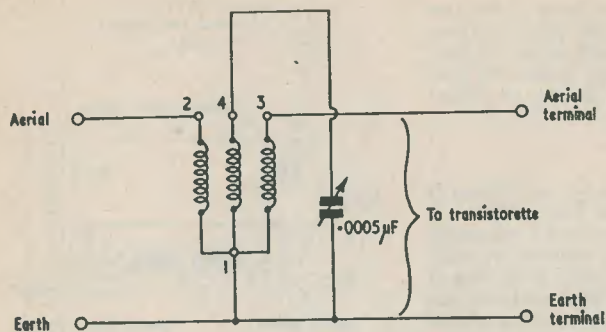 2 4 3
Aerial
Aerial
terminal
To transistorette
.0005µF
1
Earth
Earth
terminal